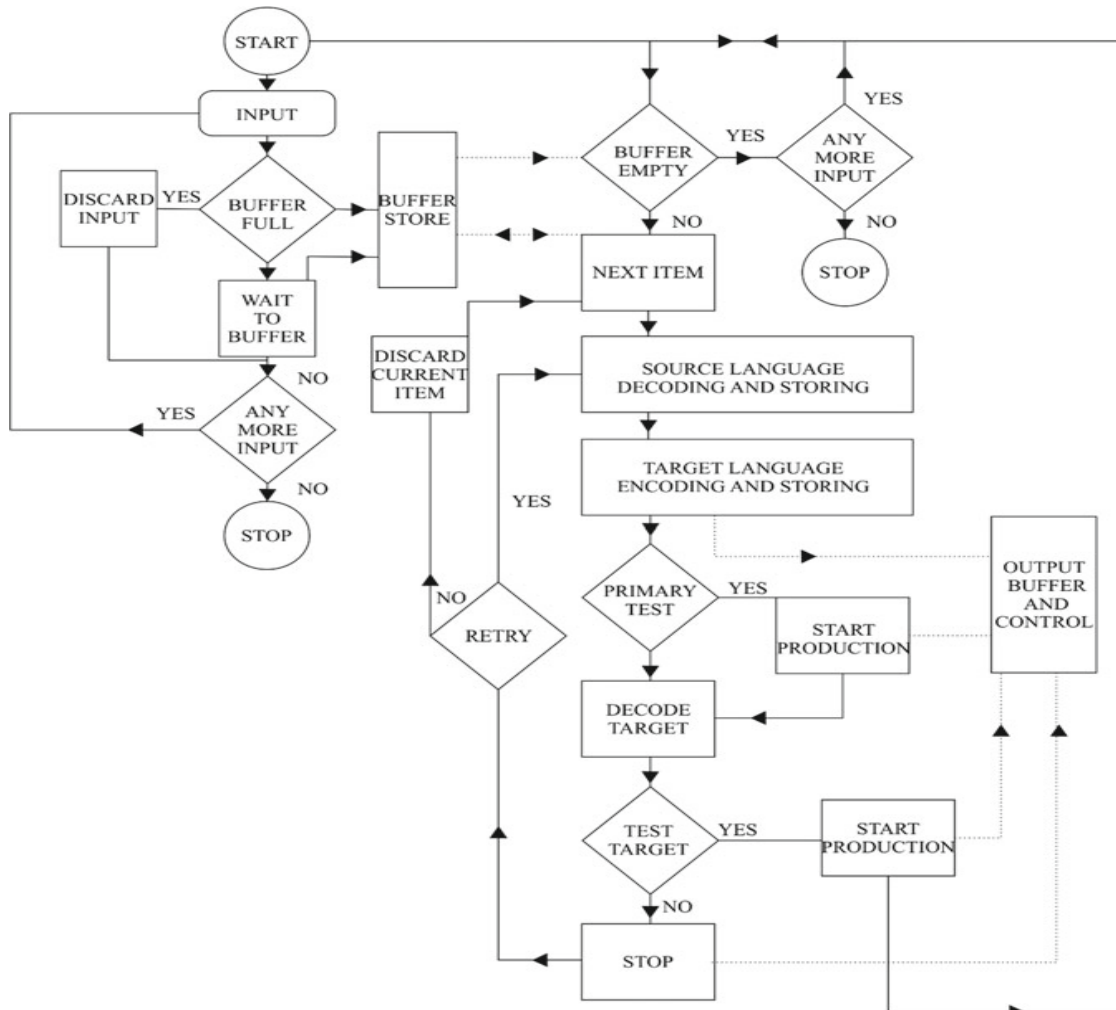 START
INPUT
BUFFER
FULL
YES
DISCARD
INPUT
BUFFER
STORE
WAIT
TO
BUFFER
NO
ANY
MORE
INPUT
YES
NO
STOP
BUFFER
EMPTY
YES
ANY
MORE
INPUT
YES
NO
STOP
NO
NEXT ITEM
DISCARD
CURRENT
ITEM
SOURCE LANGUAGE
DECODING AND STORING
TARGET LANGUAGE
ENCODING AND STORING
YES
NO
RETRY
PRIMARY
TEST
YES
START
PRODUCTION
OUTPUT
BUFFER
AND
CONTROL
DECODE
TARGET
TEST
TARGET
YES
START
PRODUCTION
NO
STOP